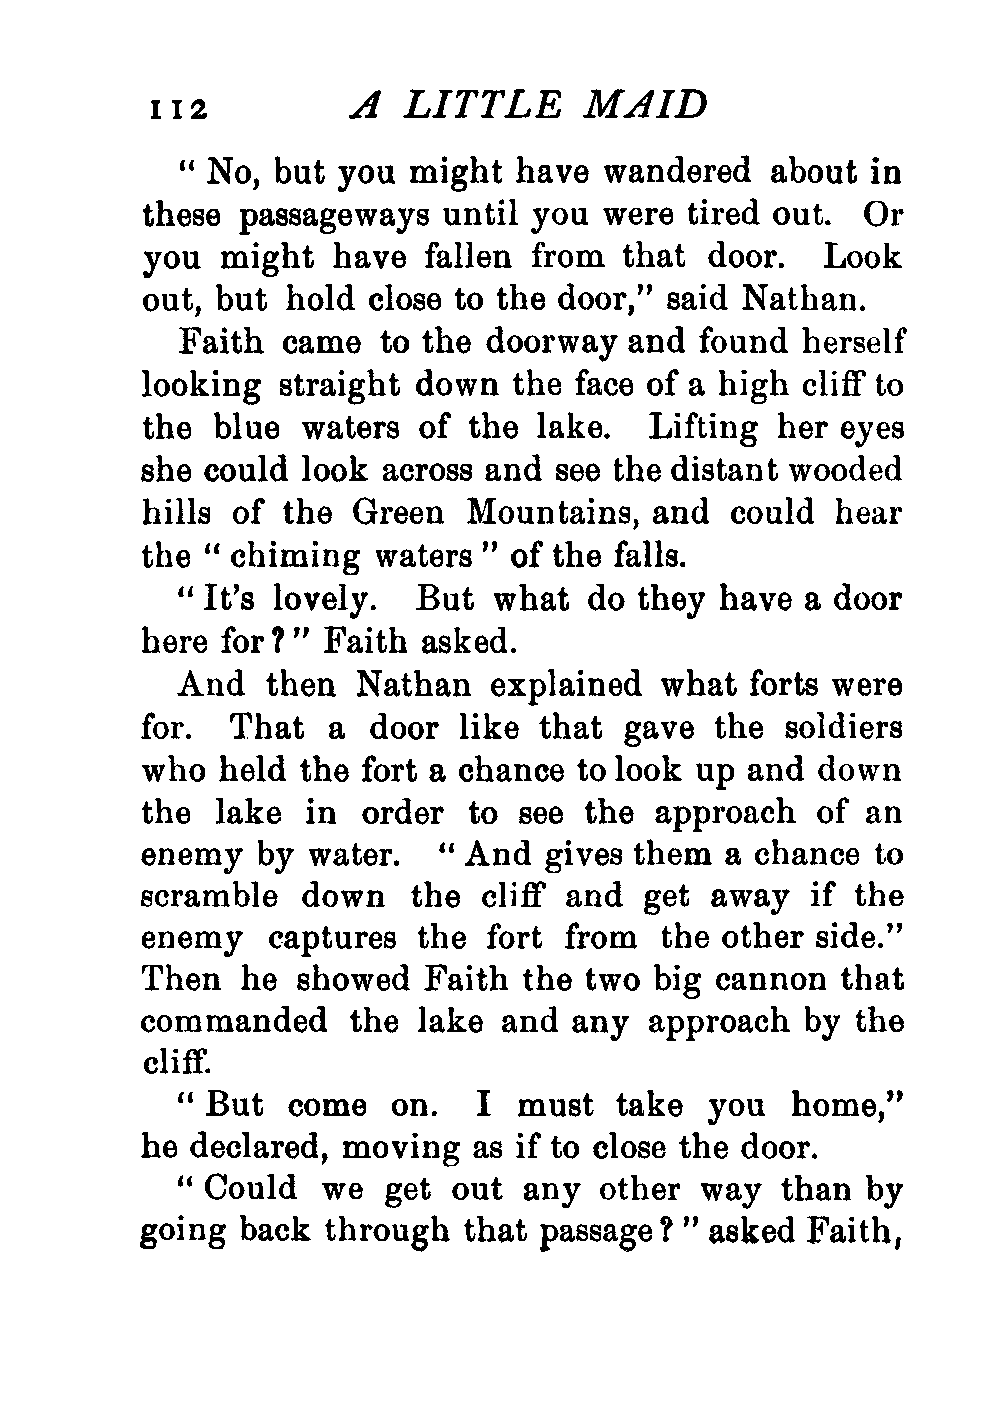 112 A LITTLE MAID
“ No, but you might have wandered about in
these passageways until you were tired out. Or
you might have fallen from that door. Look
out, but hold close to the door,” said Nathan.
Faith came to the doorway and found herself
looking straight down the face of a high cliff to
the blue waters of the lake. Lifting her eyes
she could look across and see the distant wooded
hills of the Green Mountains, and could hear
the “ chiming waters ” of the falls.
“ It’s lovely. But what do they have a door
here for ? ” Faith asked.
And then Nathan explained what forts were
for. That a door like that gave the soldiers
who held the fort a chance to look up and down
the lake in order to see the approach of an
enemy by water. “ And gives them a chance to
scramble down the cliff and get away if the
enemy captures the fort from the other side.”
Then he showed Faith the two big cannon that
commanded the lake and any approach by the
cliff.
“ But come on. I must take you home,”
he declared, moving as if to close the door.
“ Could we get out any other way than by
going back through that passage ? ” asked Faith,